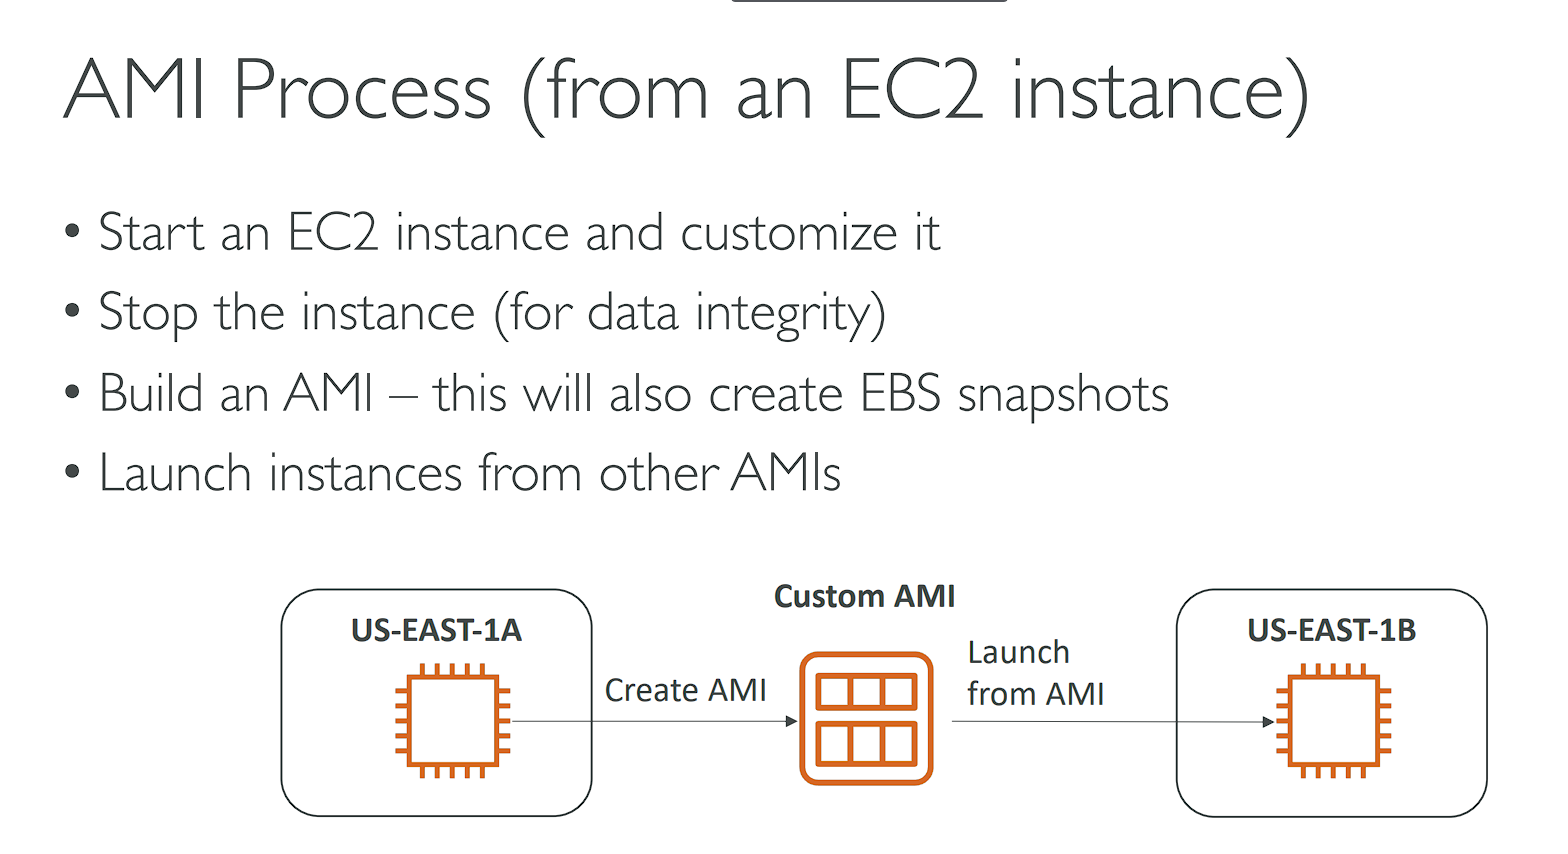 AMI Process (from an EC2 instance)
• Start an EC2 instance and customize it
• Stop the instance (for data integrity)
• Build an AMI – this will also create EBS snapshots
• Launch instances from other AMIs
Custom AMI
US-EAST-1A
US-EAST-1B
Create AMI
Launch
from AMI